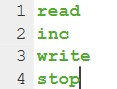 1 read
2 inc
3 write
4 stop